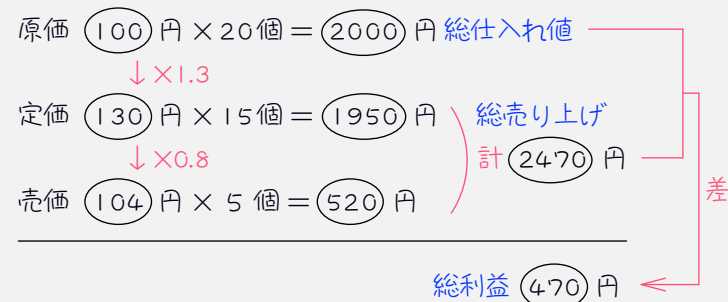 原価 100 円 × 20個 = 2000 円 総仕入れ値
↓×1.3
定価 130 円 × 15個 = 1950 円 総売り上げ
↓×0.8 計 2470 円
売価 104 円 × 5 個 = 520 円
差
総利益 470 円